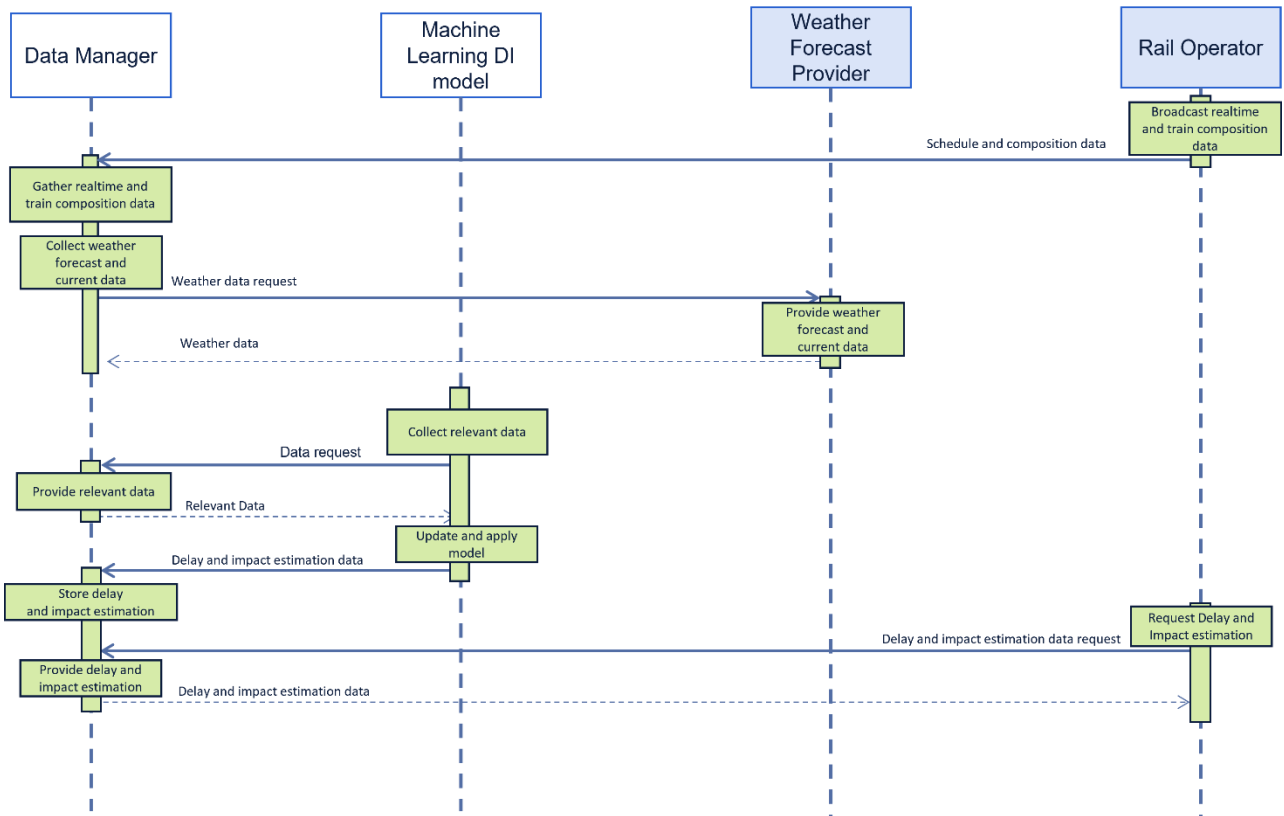 Data Manager
Machine
Learning DI
model
Weather
Forecast
Provider
Rail Operator
Broadcast realtime
and train composition
data
Schedule and composition data
Gather realtime and
train composition data
Collect weather
forecast and
current data
Weather data request
Provide weather
forecast and
current data
Weather data
Collect relevant data
Data request
Provide relevant data
Relevant Data
Update and apply
model
Delay and impact estimation data
Store delay
and impact estimation
Request Delay and
Impact estimation
Delay and impact estimation data request
Provide delay and
impact estimation
Delay and impact estimation data